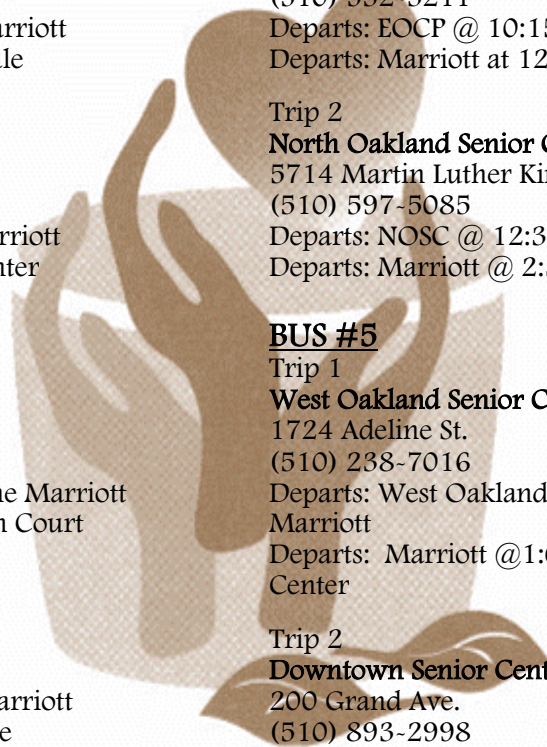 arriott
ale
rriott
nter
ne Marriott
n Court
arriott
e
Departs: EOCP @ 10:15
Departs: Marriott at 12
Trip 2
North Oakland Senior C
5714 Martin Luther Kin
(510) 597-5085
Departs: NOSC @ 12:3
Departs: Marriott @ 2:
BUS #5
Trip 1
West Oakland Senior C
1724 Adeline St.
(510) 238-7016
Departs: West Oakland
Marriott
Departs:  Marriott @1:
Center
Trip 2
Downtown Senior Cent
200 Grand Ave.
(510) 893-2998